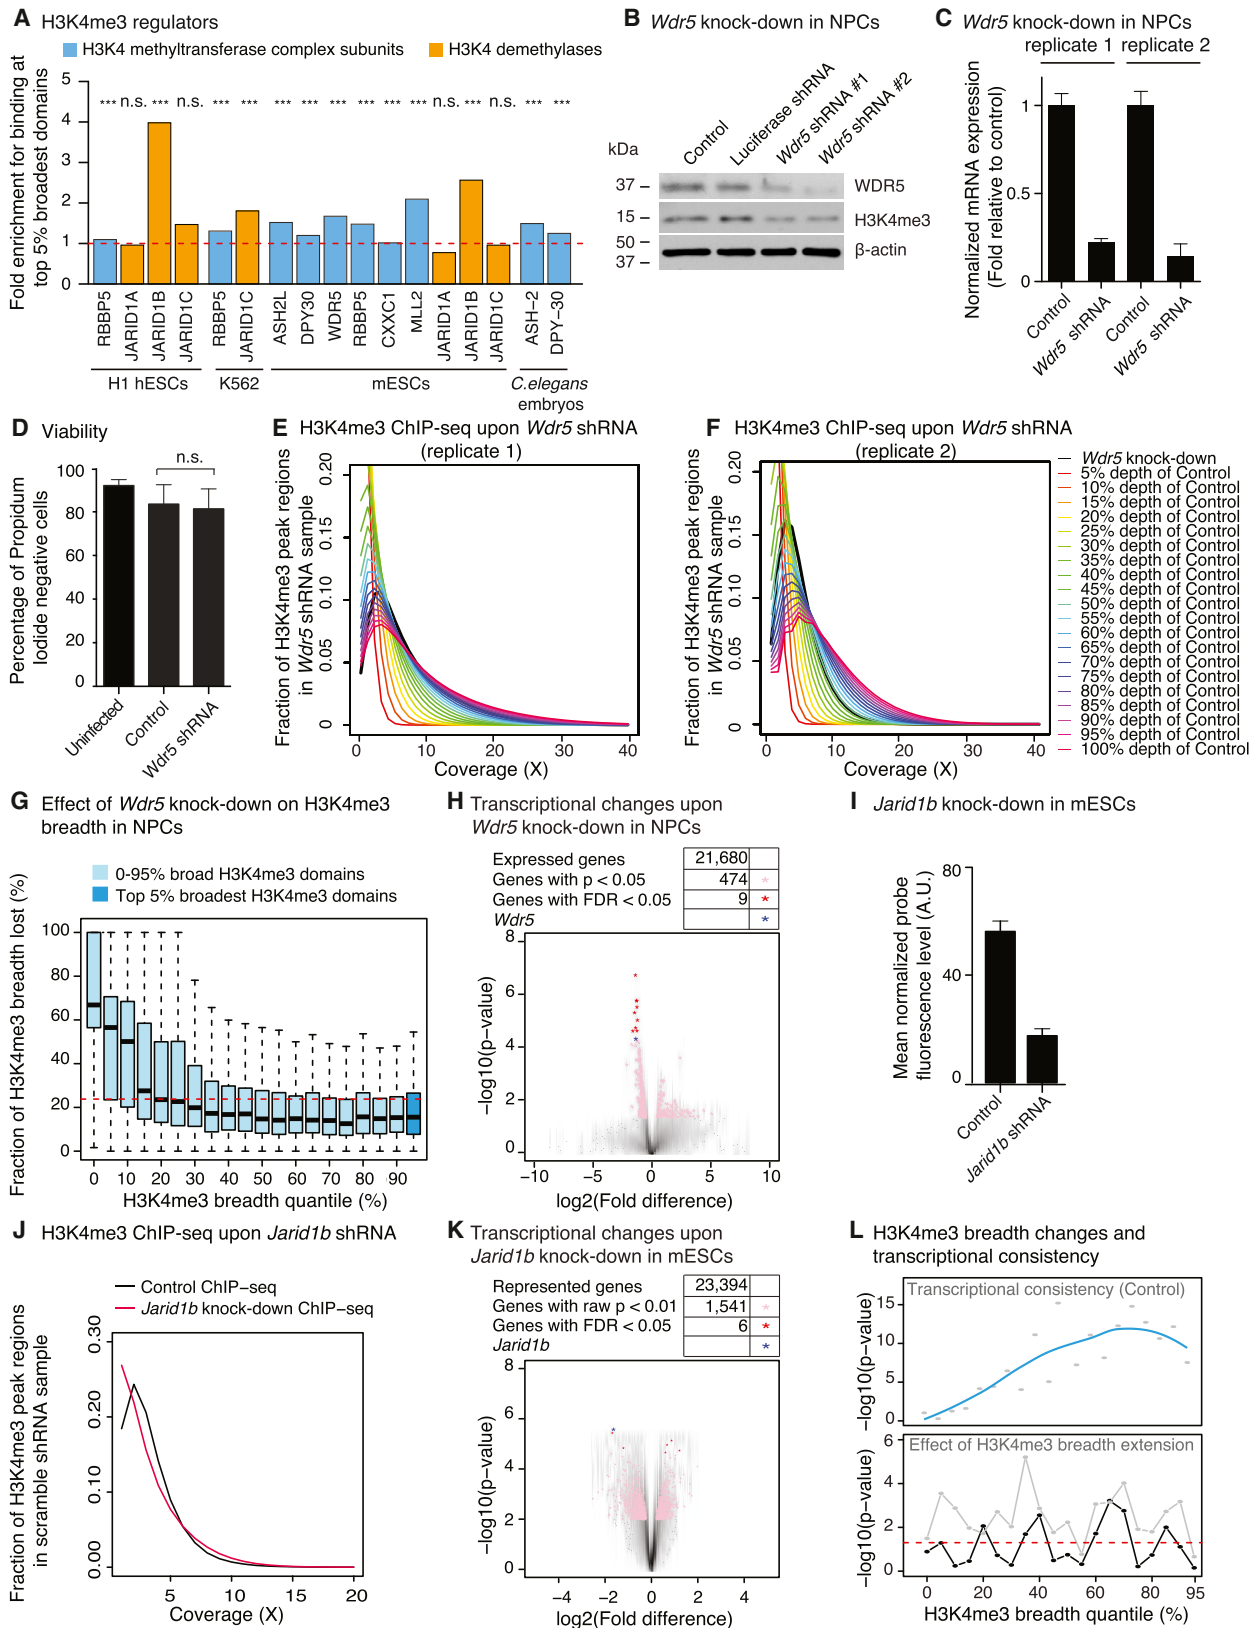 A H3K4me3 regulators
H3K4 methyltransferase complex subunits
H3K4 demethylases
Fold enrichment for binding at
top 5% broadest domains
5
4
3
2
1
0
*** n.s. *** n.s. *** *** *** *** *** *** *** *** n.s. *** n.s. *** ***
RBBP5
JARID1A
JARID1B
JARID1C
RBBP5
JARID1C
ASH2L
DPY30
WDR5
RBBP5
CXXC1
MLL2
JARID1A
JARID1B
JARID1C
ASH-2
DPY-30
H1 hESCs
K562
mESCs
C.elegans
embryos
B Wdr5 knock-down in NPCs
Control
Luciferase shRNA
Wdr5 shRNA #1
Wdr5 shRNA #2
kDa
37
15
50
37
WDR5
H3K4me3
β-actin
C Wdr5 knock-down in NPCs
replicate 1 replicate 2
Normalized mRNA expression
(Fold relative to control)
1
0.5
0
Control
Wdr5 shRNA
Control
Wdr5 shRNA
D Viability
n.s.
Percentage of Propidum
Iodide negative cells
100
80
60
40
20
0
Uninfected
Control
Wdr5 shRNA
E H3K4me3 ChIP-seq upon Wdr5 shRNA
(replicate 1)
Fraction of H3K4me3 peak regions
in Wdr5 shRNA sample
0.20
0.15
0.10
0.05
0
0 10 20 30 40
Coverage (X)
F H3K4me3 ChIP-seq upon Wdr5 shRNA
(replicate 2)
Fraction of H3K4me3 peak regions
in Wdr5 shRNA sample
0.20
0.15
0.10
0.05
0
0 10 20 30 40
Coverage (X)
Wdr5 knock-down
5% depth of Control
10% depth of Control
15% depth of Control
20% depth of Control
25% depth of Control
30% depth of Control
35% depth of Control
40% depth of Control
45% depth of Control
50% depth of Control
55% depth of Control
60% depth of Control
65% depth of Control
70% depth of Control
75% depth of Control
80% depth of Control
85% depth of Control
90% depth of Control
95% depth of Control
100% depth of Control
G Effect of Wdr5 knock-down on H3K4me3
breadth in NPCs
0-95% broad H3K4me3 domains
Top 5% broadest H3K4me3 domains
Fraction of H3K4me3 breadth lost (%)
100
80
60
40
20
0
0 10 20 30 40 50 60 70 80 90
H3K4me3 breadth quantile (%)
H Transcriptional changes upon
Wdr5 knock-down in NPCs
Expressed genes 21,680
Genes with p < 0.05 474 *
Genes with FDR < 0.05 9 *
Wdr5 *
−log10(p−value)
8
6
4
2
0
−10 −5 0 5 10
log2(Fold difference)
I Jarid1b knock-down in mESCs
Mean normalized probe
fluorescence level (A.U.)
80
40
0
Control
Jarid1b shRNA
J H3K4me3 ChIP-seq upon Jarid1b shRNA
Control ChIP−seq
Jarid1b knock-down ChIP−seq
Fraction of H3K4me3 peak regions
in scramble shRNA sample
0.30
0.20
0.10
0.00
5 10 15 20
Coverage (X)
K Transcriptional changes upon
Jarid1b knock-down in mESCs
Represented genes 23,394
Genes with raw p < 0.01 1,541 *
Genes with FDR < 0.05 6 *
Jarid1b *
−log10(p−value)
8
6
4
2
0
−4 −2 0 2 4
log2(Fold difference)
L H3K4me3 breadth changes and
transcriptional consistency
Transcriptional consistency (Control)
−log10(p−value)
15
10
5
0
Effect of H3K4me3 breadth extension
−log10(p−value)
6
4
2
0
0 20 40 60 80 95
H3K4me3 breadth quantile (%)